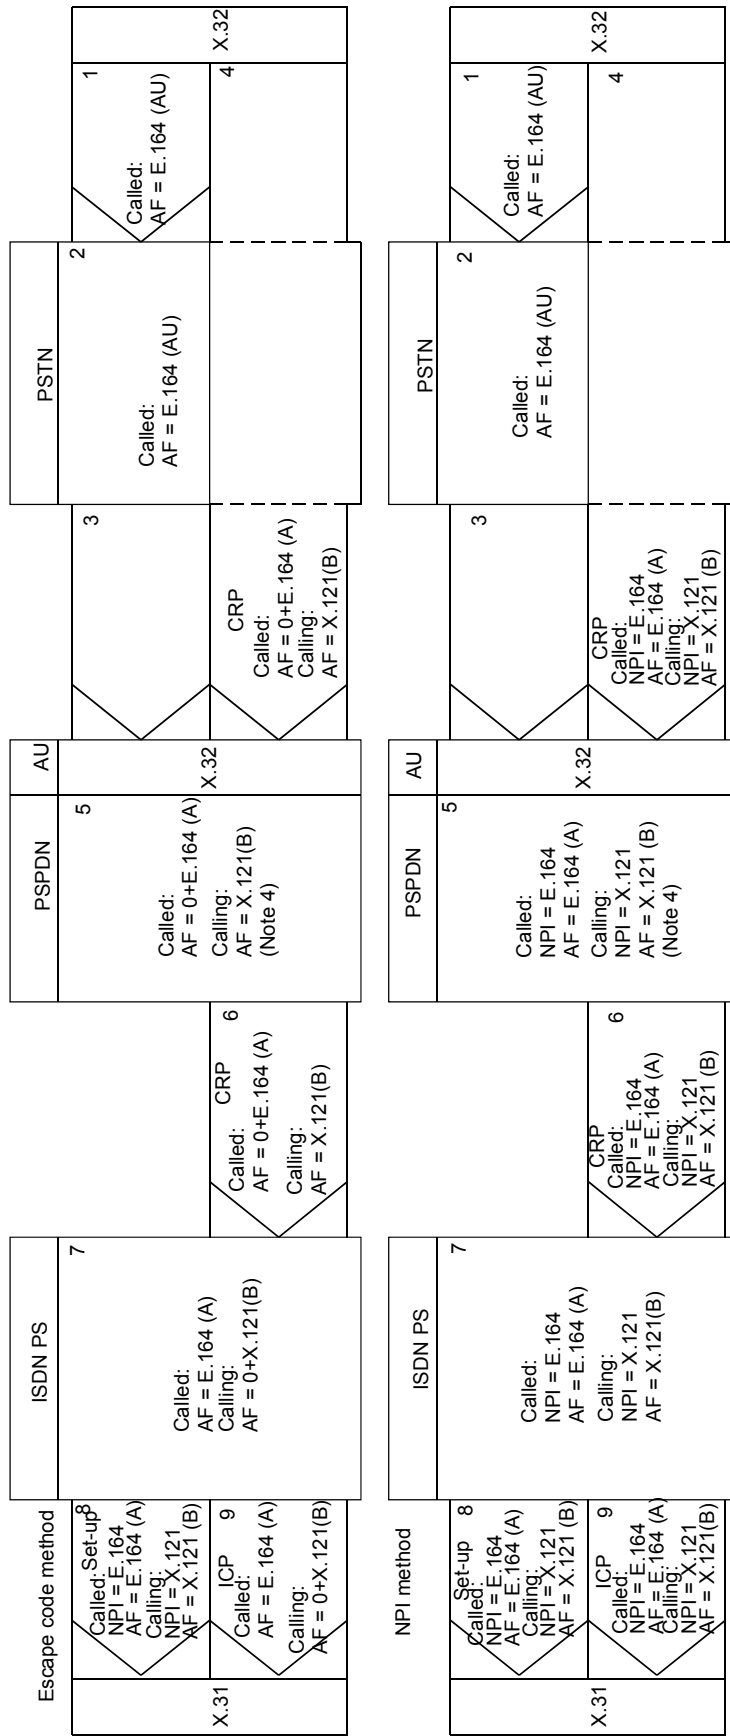 Escape code method
X.31
8
Set-up
Called:
NPI = E.164
AF = E.164 (A)
Calling:
NPI = X.121
AF = X.121 (B)
ICP 9
Called:
AF = E.164 (A)
Calling:
AF = 0+X.121(B)
ISDN PS
7
Called:
AF = E.164 (A)
Calling:
AF = 0+X.121(B)
6
CRP
Called:
AF = 0+E.164 (A)
Calling:
AF = X.121(B)
PSPDN
AU
5
Called:
AF = 0+E.164 (A)
Calling:
AF = X.121(B)
(Note 4)
X.32
3
CRP
Called:
AF = 0+E.164 (A)
Calling:
AF = X.121(B)
PSTN
2
Called:
AF = E.164 (AU)
1
Called:
AF = E.164 (AU)
4
X.32
NPI method
X.31
Set-up 8
Called:
NPI = E.164
AF = E.164 (A)
Calling:
NPI = X.121
AF = X.121 (B)
ICP 9
Called:
NPI = E.164
AF = E.164 (A)
Calling:
NPI = X.121
AF = X.121(B)
ISDN PS
7
Called:
NPI = E.164
AF = E.164 (A)
Calling:
NPI = X.121
AF = X.121(B)
6
CRP
Called:
NPI = E.164
AF = E.164 (A)
Calling:
NPI = X.121
AF = X.121 (B)
PSPDN
AU
5
Called:
NPI = E.164
AF = E.164 (A)
Calling:
NPI = X.121
AF = X.121 (B)
(Note 4)
X.32
3
CRP
Called:
NPI = E.164
AF = E.164 (A)
Calling:
NPI = X.121
AF = X.121 (B)
PSTN
2
Called:
AF = E.164 (AU)
1
Called:
AF = E.164 (AU)
4
X.32